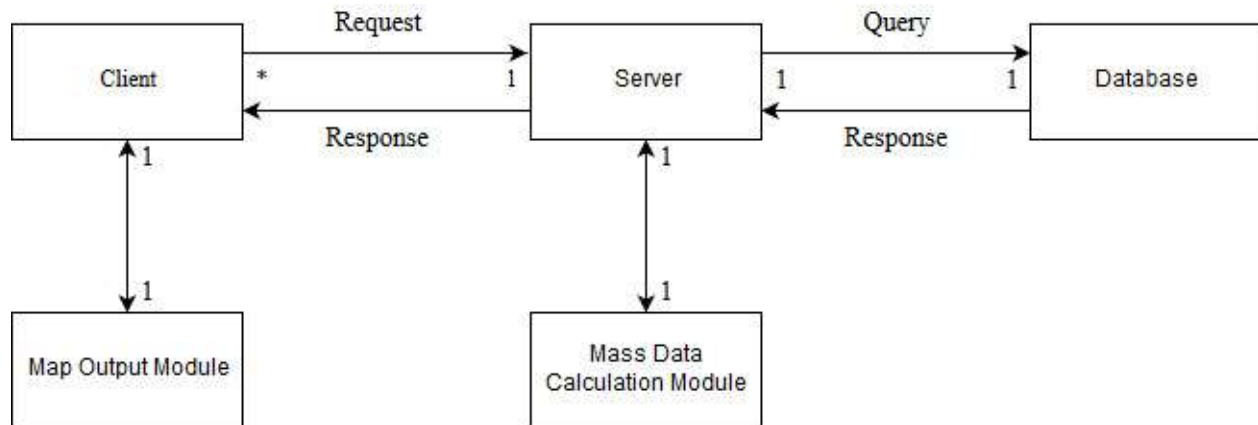 Request
Query
Client
*
1
Server
1
1
Database
Response
Response
1
1
1
1
Map Output Module
Mass Data
Calculation Module